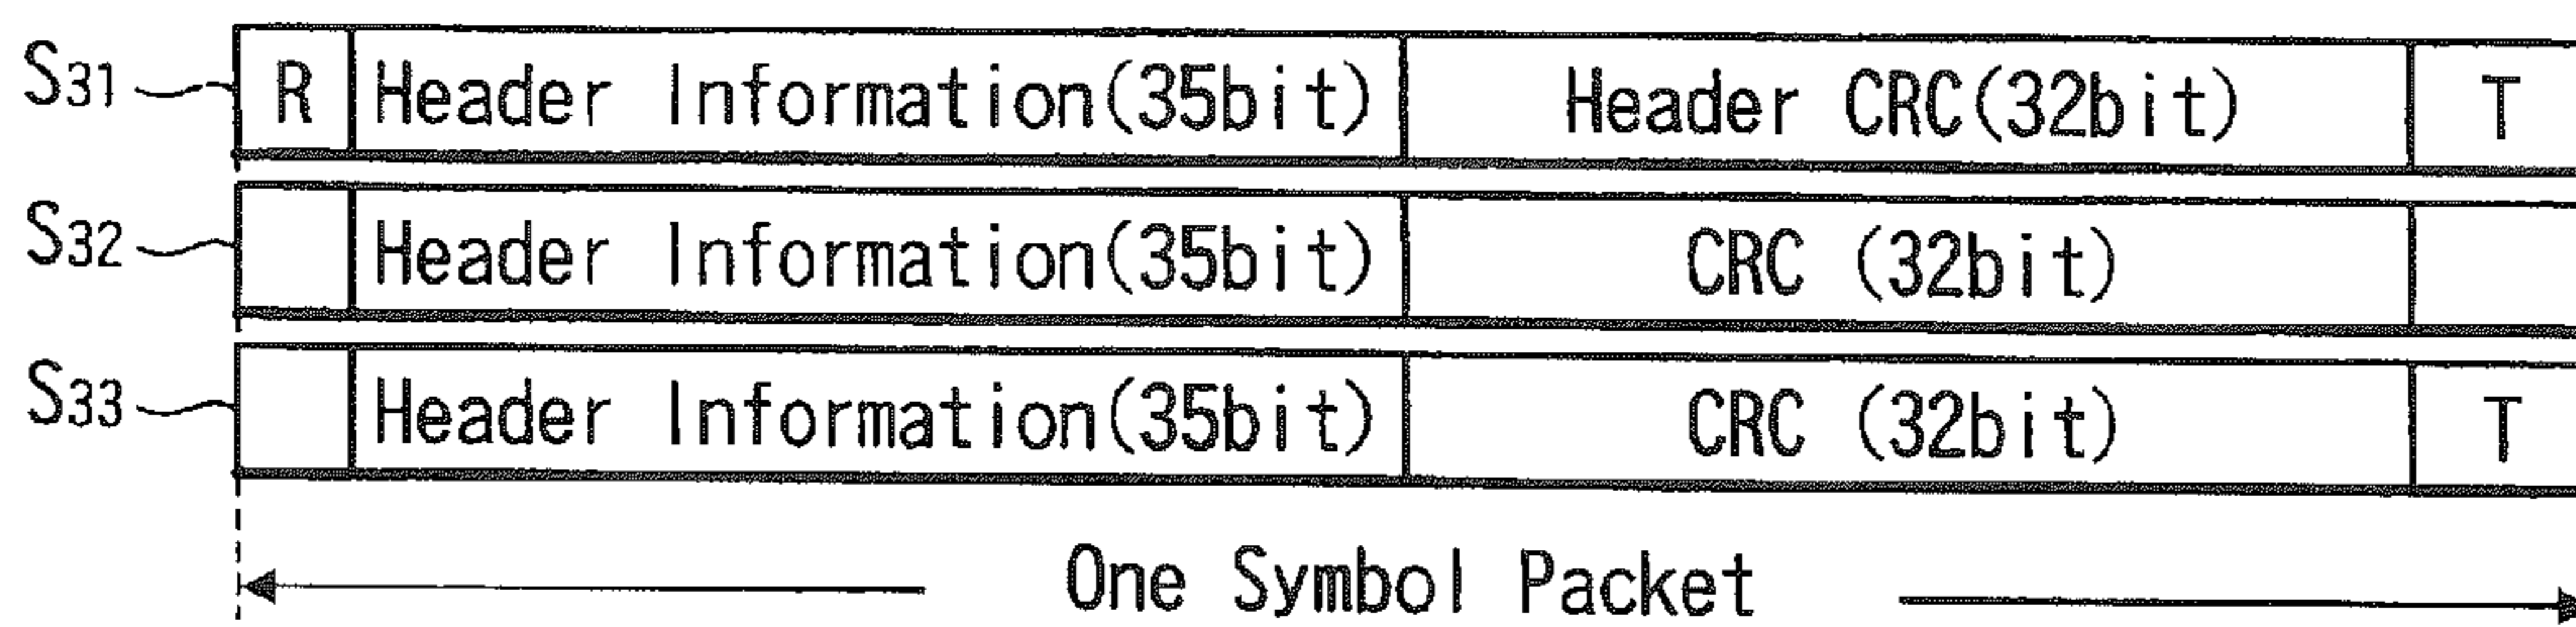 S31 R Header Information(35bit) Header CRC(32bit) T
S32 Header Information(35bit) CRC (32bit)
S33 Header Information(35bit) CRC (32bit) T
One Symbol Packet